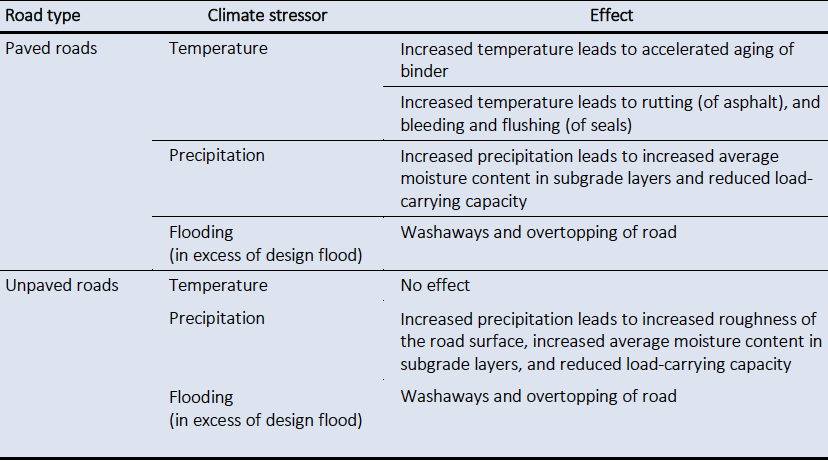 Road type Climate stressor Effect
Paved roads Temperature Increased temperature leads to accelerated aging of
binder
Increased temperature leads to rutting (of asphalt), and
bleeding and flushing (of seals)
Precipitation Increased precipitation leads to increased average
moisture content in subgrade layers and reduced load-
carrying capacity
Flooding Washaways and overtopping of road
(in excess of design flood)
Unpaved roads Temperature No effect
Precipitation Increased precipitation leads to increased roughness of
the road surface, increased average moisture content in
subgrade layers, and reduced load-carrying capacity
Flooding Washaways and overtopping of road
(in excess of design flood)